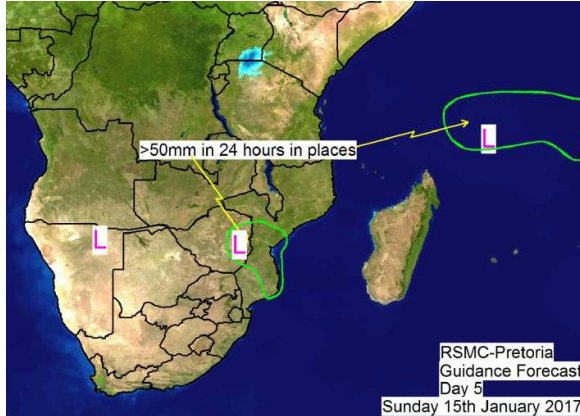 >50mm in 24 hours in places
L
L
L
RSMC-Pretoria
Guidance Forecast
Day 5
Sunday 15th January 2017